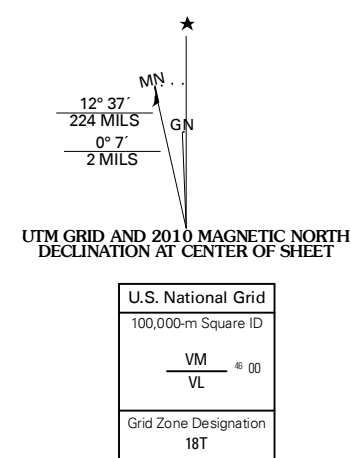 ★
MN
GN
12° 37´
224 MILS
0° 7´
2 MILS
UTM GRID AND 2010 MAGNETIC NORTH
DECLINATION AT CENTER OF SHEET
U.S. National Grid
100,000-m Square ID
VM
46 00
VL
Grid Zone Designation
18T